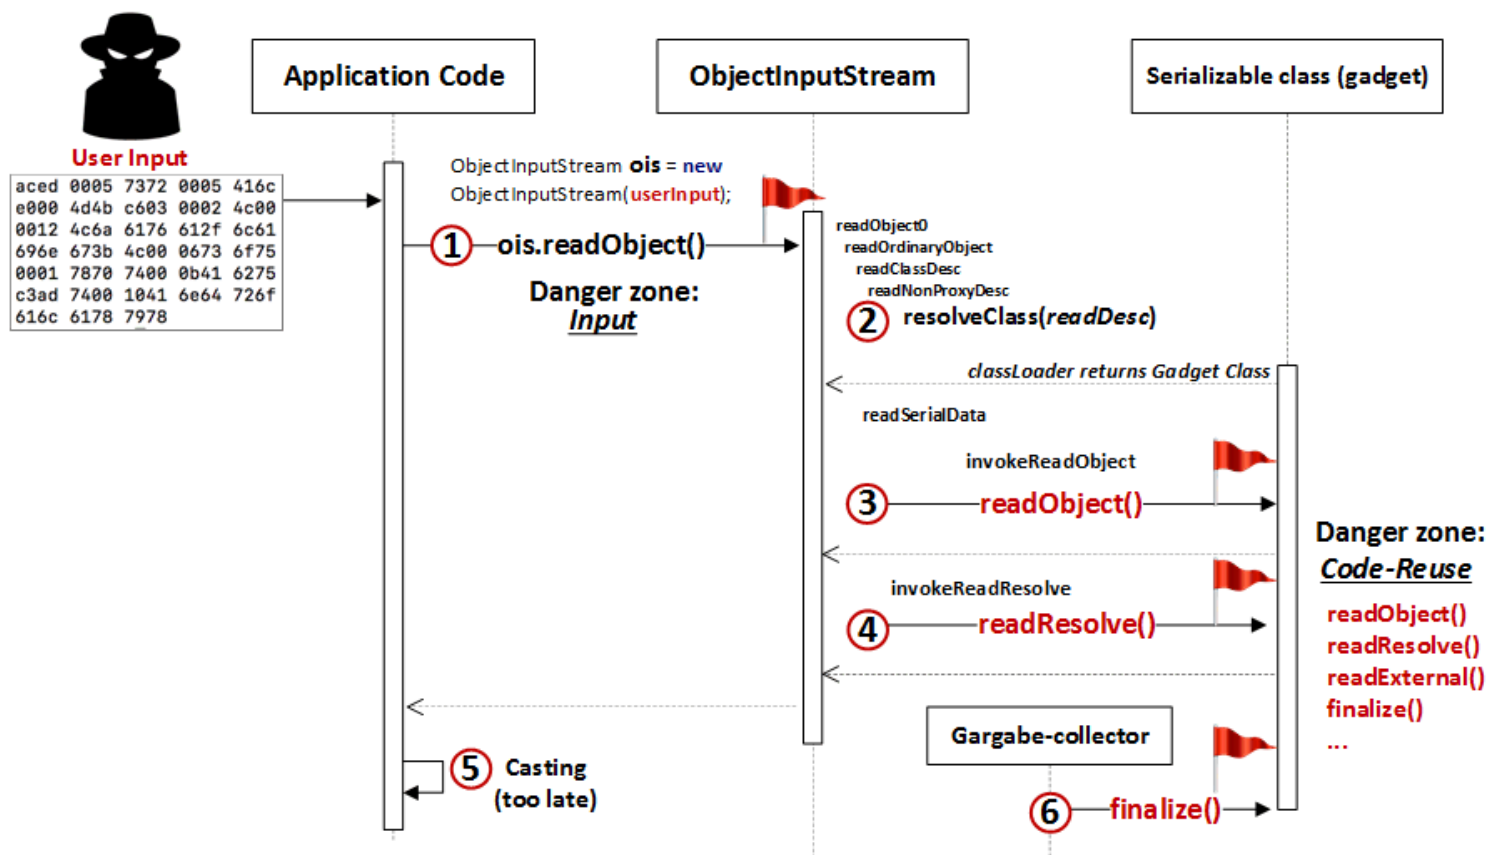 Application Code
ObjectInputStream
Serializable class (gadget)
User Input
aced 0005 7372 0005 416c
e000 4d4b c603 0002 4c00
0012 4c6a 6176 612f 6c61
696e 673b 4c00 0673 6f75
0001 7870 7400 0b41 6275
c3ad 7400 1041 6e64 726f
616c 6178 7978
ObjectInputStream ois = new
ObjectInputStream(userInput);
1 ois.readObject()
Danger zone:
Input
readObject0
readOrdinaryObject
readClassDesc
readNonProxyDesc
2 resolveClass(readDesc)
classLoader returns Gadget Class
readSerialData
invokeReadObject
3 readObject()
invokeReadResolve
4 readResolve()
Danger zone:
Code-Reuse
readObject()
readResolve()
readExternal()
finalize()
...
Gargabe-collector
5 Casting
(too late)
6 finalize()